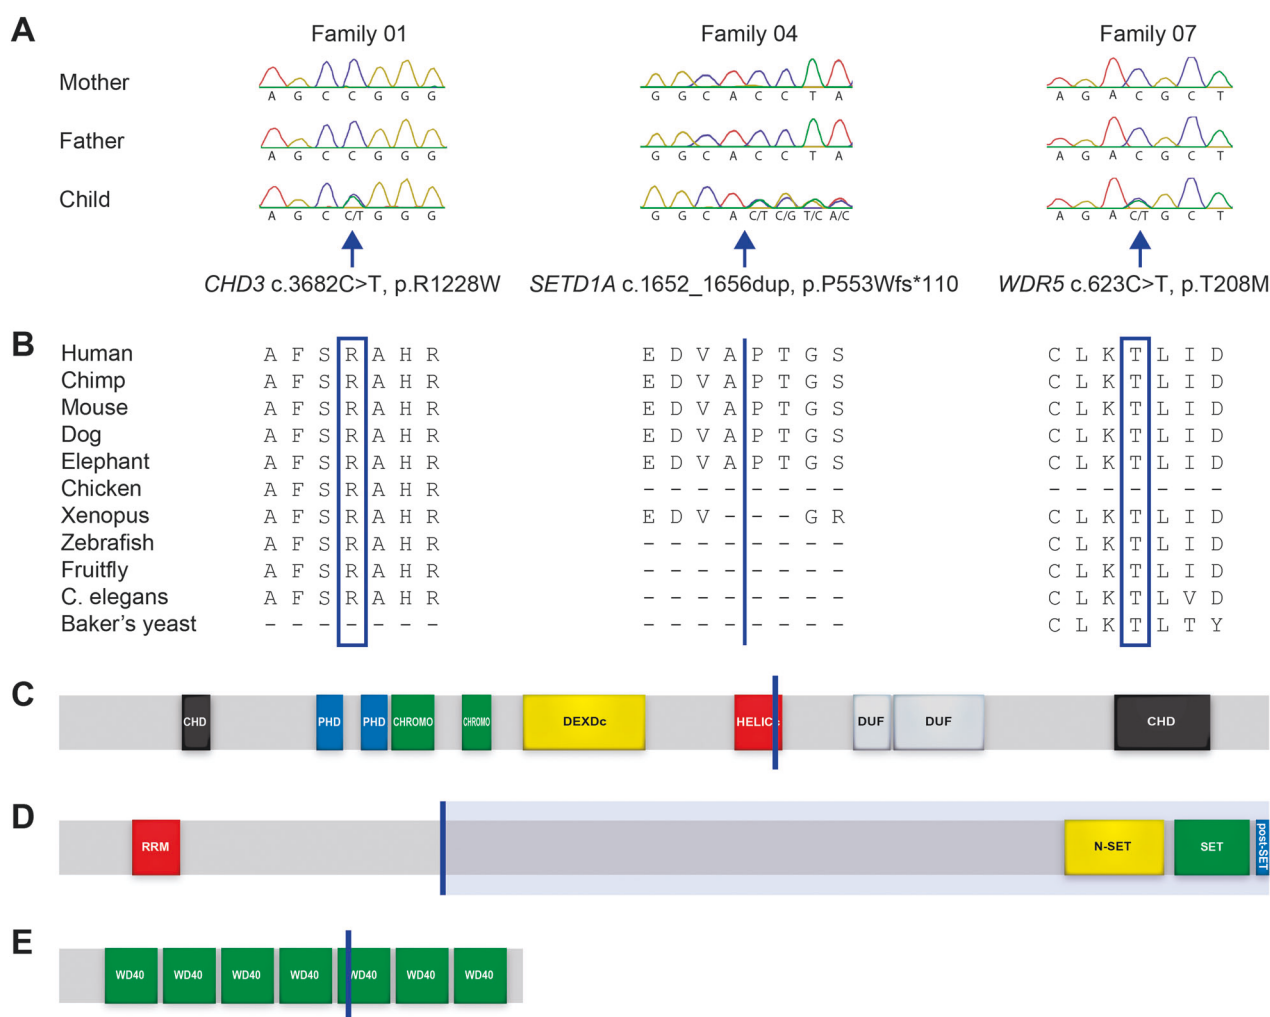 A
Family 01 Family 04 Family 07
Mother
A G C C G G G G G C A C C T A A G A C G C T
Father
A G C C G G G G G C A C C T A A G A C G C T
Child
A G C C/T G G G G G C A C/T C/G T/C A/C A G A C/T G C T
CHD3 c.3682C>T, p.R1228W SETD1A c.1652_1656dup, p.P553Wfs*110 WDR5 c.623C>T, p.T208M
B
Human A F S R A H R E D V A P T G S C L K T L I D
Chimp A F S R A H R E D V A P T G S C L K T L I D
Mouse A F S R A H R E D V A P T G S C L K T L I D
Dog A F S R A H R E D V A P T G S C L K T L I D
Elephant A F S R A H R E D V A P T G S C L K T L I D
Chicken A F S R A H R - - - - - - - - - - - - - - -
Xenopus A F S R A H R E D V - - - G R C L K T L I D
Zebrafish A F S R A H R - - - - - - - - C L K T L I D
Fruitfly A F S R A H R - - - - - - - - C L K T L I D
C. elegans A F S R A H R - - - - - - - - C L K T L V D
Baker's yeast - - - - - - - - - - - - - - - C L K T L T Y
C
CHD PHD PHD CHROMO CHROMO DEXDc HELICc DUF DUF CHD
D
RRM N-SET SET post-SET
E
WD40 WD40 WD40 WD40 WD40 WD40 WD40